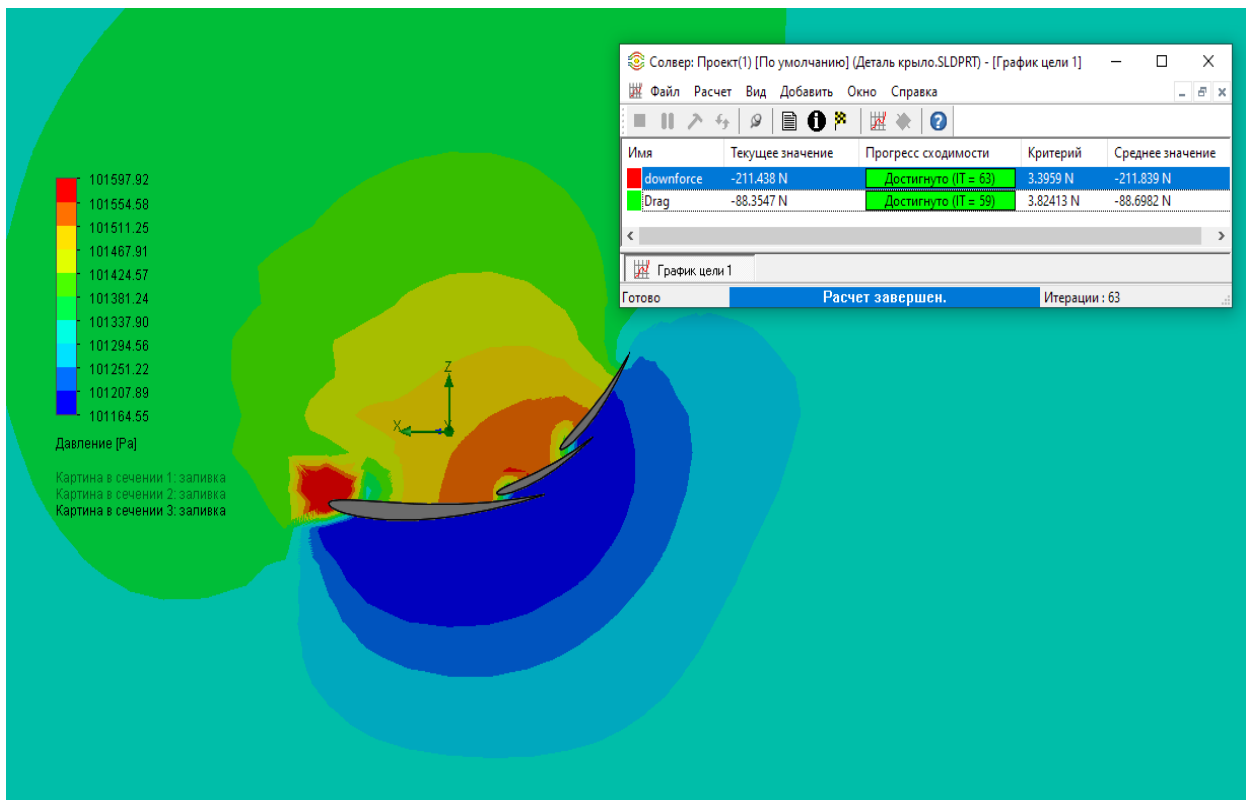 Солвер: Проект(1) [По умолчанию] (Деталь крыло.SLDPRT) - [График цели 1]
Файл Расчет Вид Добавить Окно Справка
Имя Текущее значение Прогресс сходимости Критерий Среднее значение
downforce -211.438 N Достигнуто (IT = 63) 3.3959 N -211.839 N
Drag -88.3547 N Достигнуто (IT = 59) 3.82413 N -88.6982 N
График цели 1
Готово Расчет завершен. Итерации : 63
101597.92
101554.58
101511.25
101467.91
101424.57
101381.24
101337.90
101294.56
101251.22
101207.89
101164.55
Давление [Pa]
Картина в сечении 1: заливка
Картина в сечении 2: заливка
Картина в сечении 3: заливка
Z
X
Y